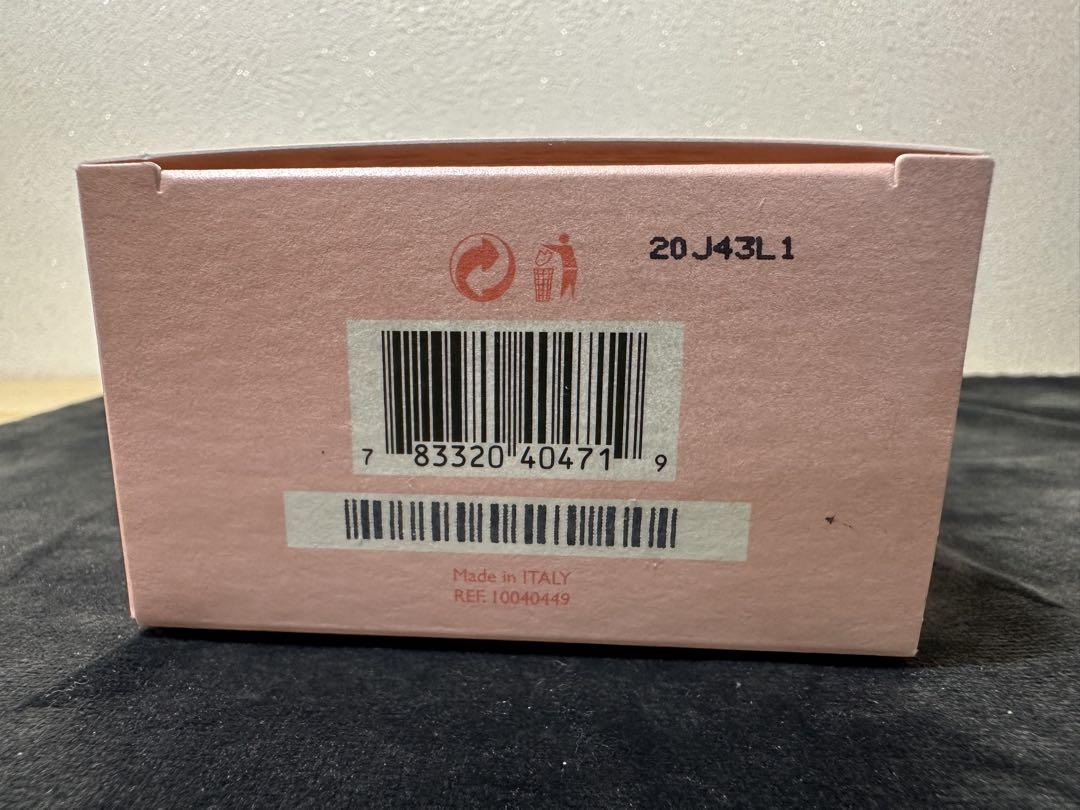 20J43L1
7 83320 40471 9
Made in ITALY
REF. 10040449